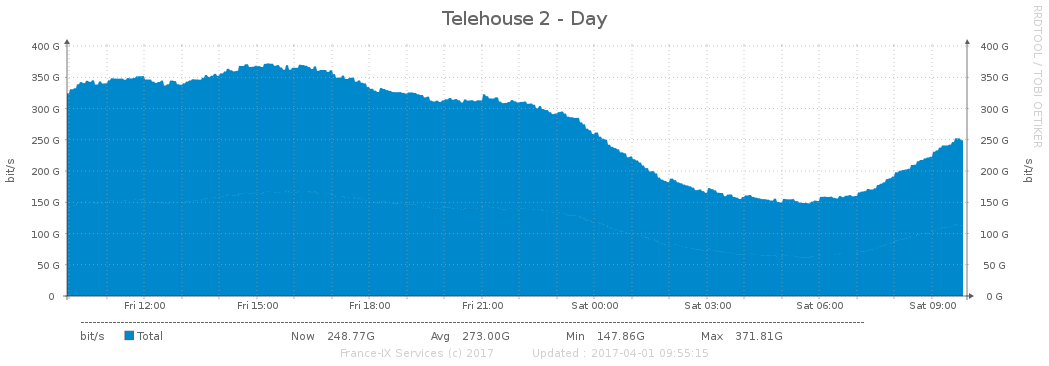 Telehouse 2 - Day
RRDTOOL / TOBI OETIKER
bit/s
400 G
350 G
300 G
250 G
200 G
150 G
100 G
50 G
0
400 G
350 G
300 G
250 G
200 G
150 G
100 G
50 G
0 G
bit/s
Fri 12:00 Fri 15:00 Fri 18:00 Fri 21:00 Sat 00:00 Sat 03:00 Sat 06:00 Sat 09:00
bit/s Total Now 248.77G Avg 273.00G Min 147.86G Max 371.81G
France-IX Services (c) 2017 Updated : 2017-04-01 09:55:15